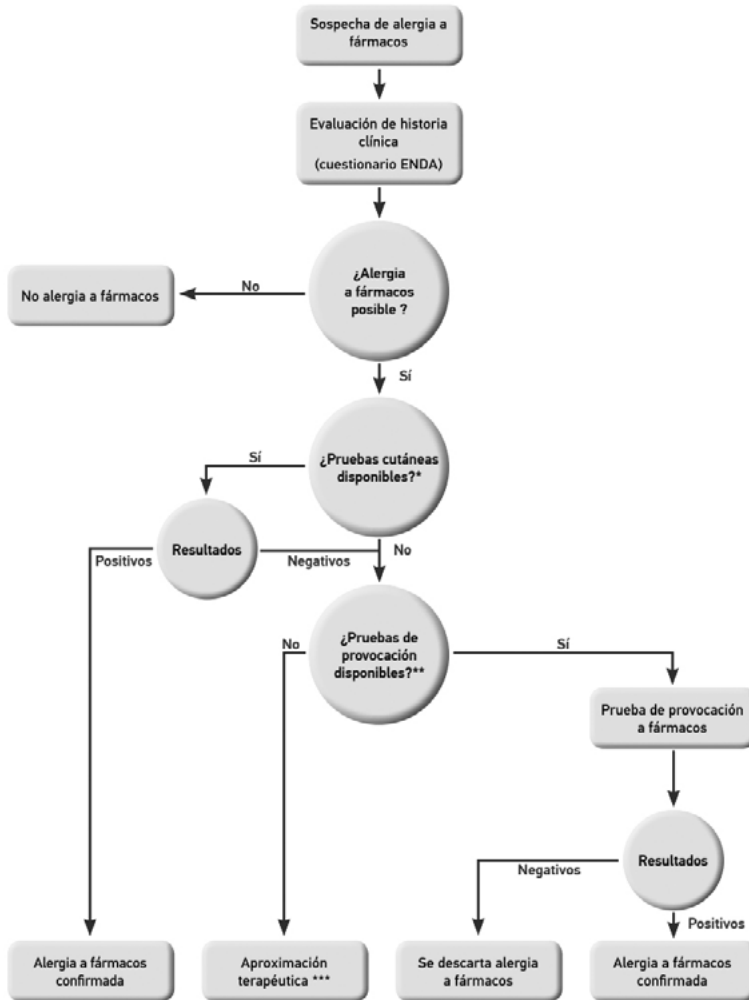 Sospecha de alergia a
fármacos
Evaluación de historia
clínica
(cuestionario ENDA)
¿Alergia
a fármacos
posible ?
No
No alergia a fármacos
Sí
¿Pruebas cutáneas
disponibles?*
Sí
Resultados
Positivos
Negativos
No
¿Pruebas de
provocación
disponibles?**
No
Sí
Prueba de provocación
a fármacos
Resultados
Negativos
Positivos
Alergia a fármacos
confirmada
Aproximación
terapéutica ***
Se descarta alergia
a fármacos
Alergia a fármacos
confirmada